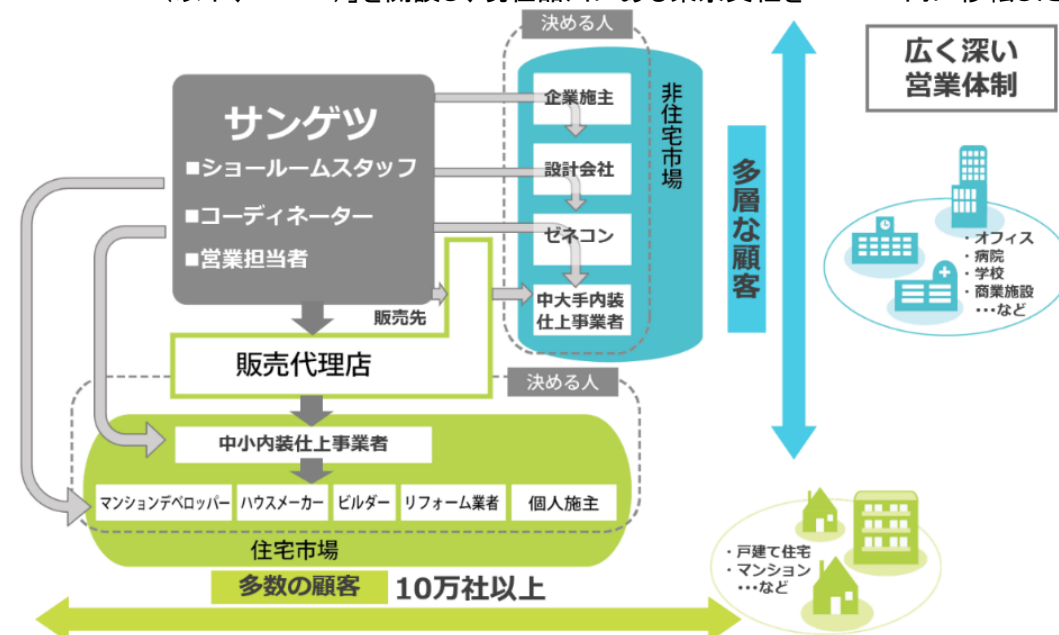 決める人
広く深い
営業体制
サンゲツ
■ショールームスタッフ
■コーディネーター
■営業担当者
企業施主
設計会社
ゼネコン
中大手内装
仕上事業者
非住宅市場
多層な顧客
・オフィス
・病院
・学校
・商業施設
・・・など
販売先
販売代理店
決める人
中小内装仕上事業者
マンションデベロッパー
ハウスメーカー
ビルダー
リフォーム業者
個人施主
住宅市場
多数の顧客 10万社以上
・戸建て住宅
・マンション
・・・など